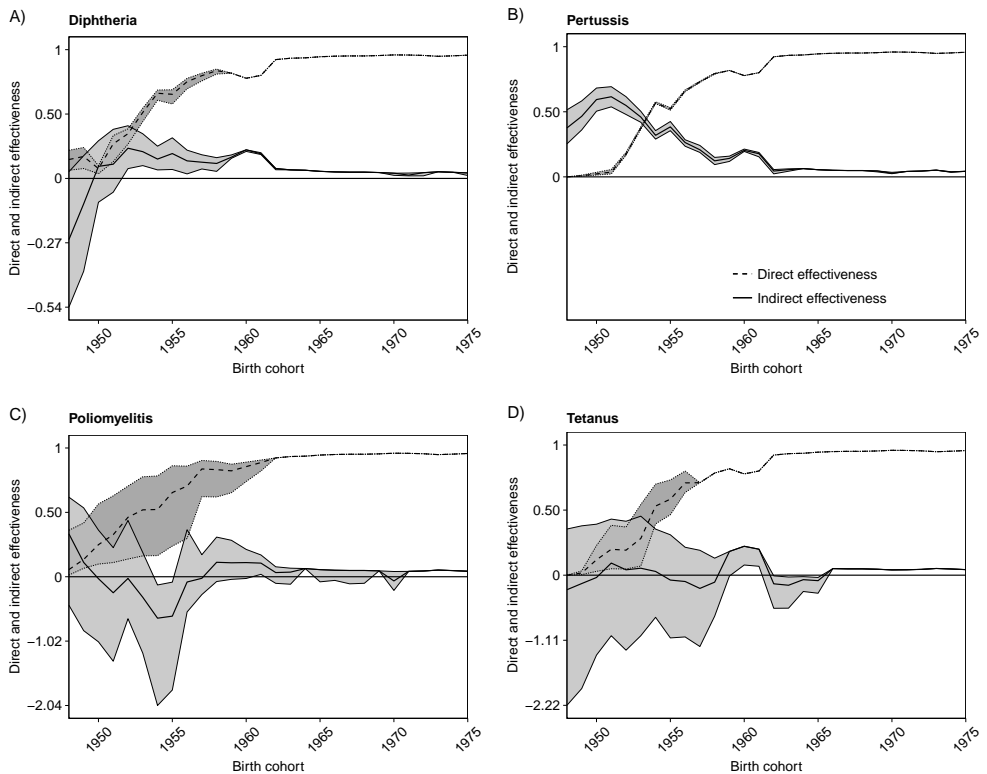 A)
Diphtheria
Direct and indirect effectiveness
1
0.50
0
−0.27
−0.54
1950
1955
1960
1965
1970
1975
Birth cohort
B)
Pertussis
Direct and indirect effectiveness
1
0.50
0
Direct effectiveness
Indirect effectiveness
1950
1955
1960
1965
1970
1975
Birth cohort
C)
Poliomyelitis
Direct and indirect effectiveness
1
0.50
0
−1.02
−2.04
1950
1955
1960
1965
1970
1975
Birth cohort
D)
Tetanus
Direct and indirect effectiveness
1
0.50
0
−1.11
−2.22
1950
1955
1960
1965
1970
1975
Birth cohort